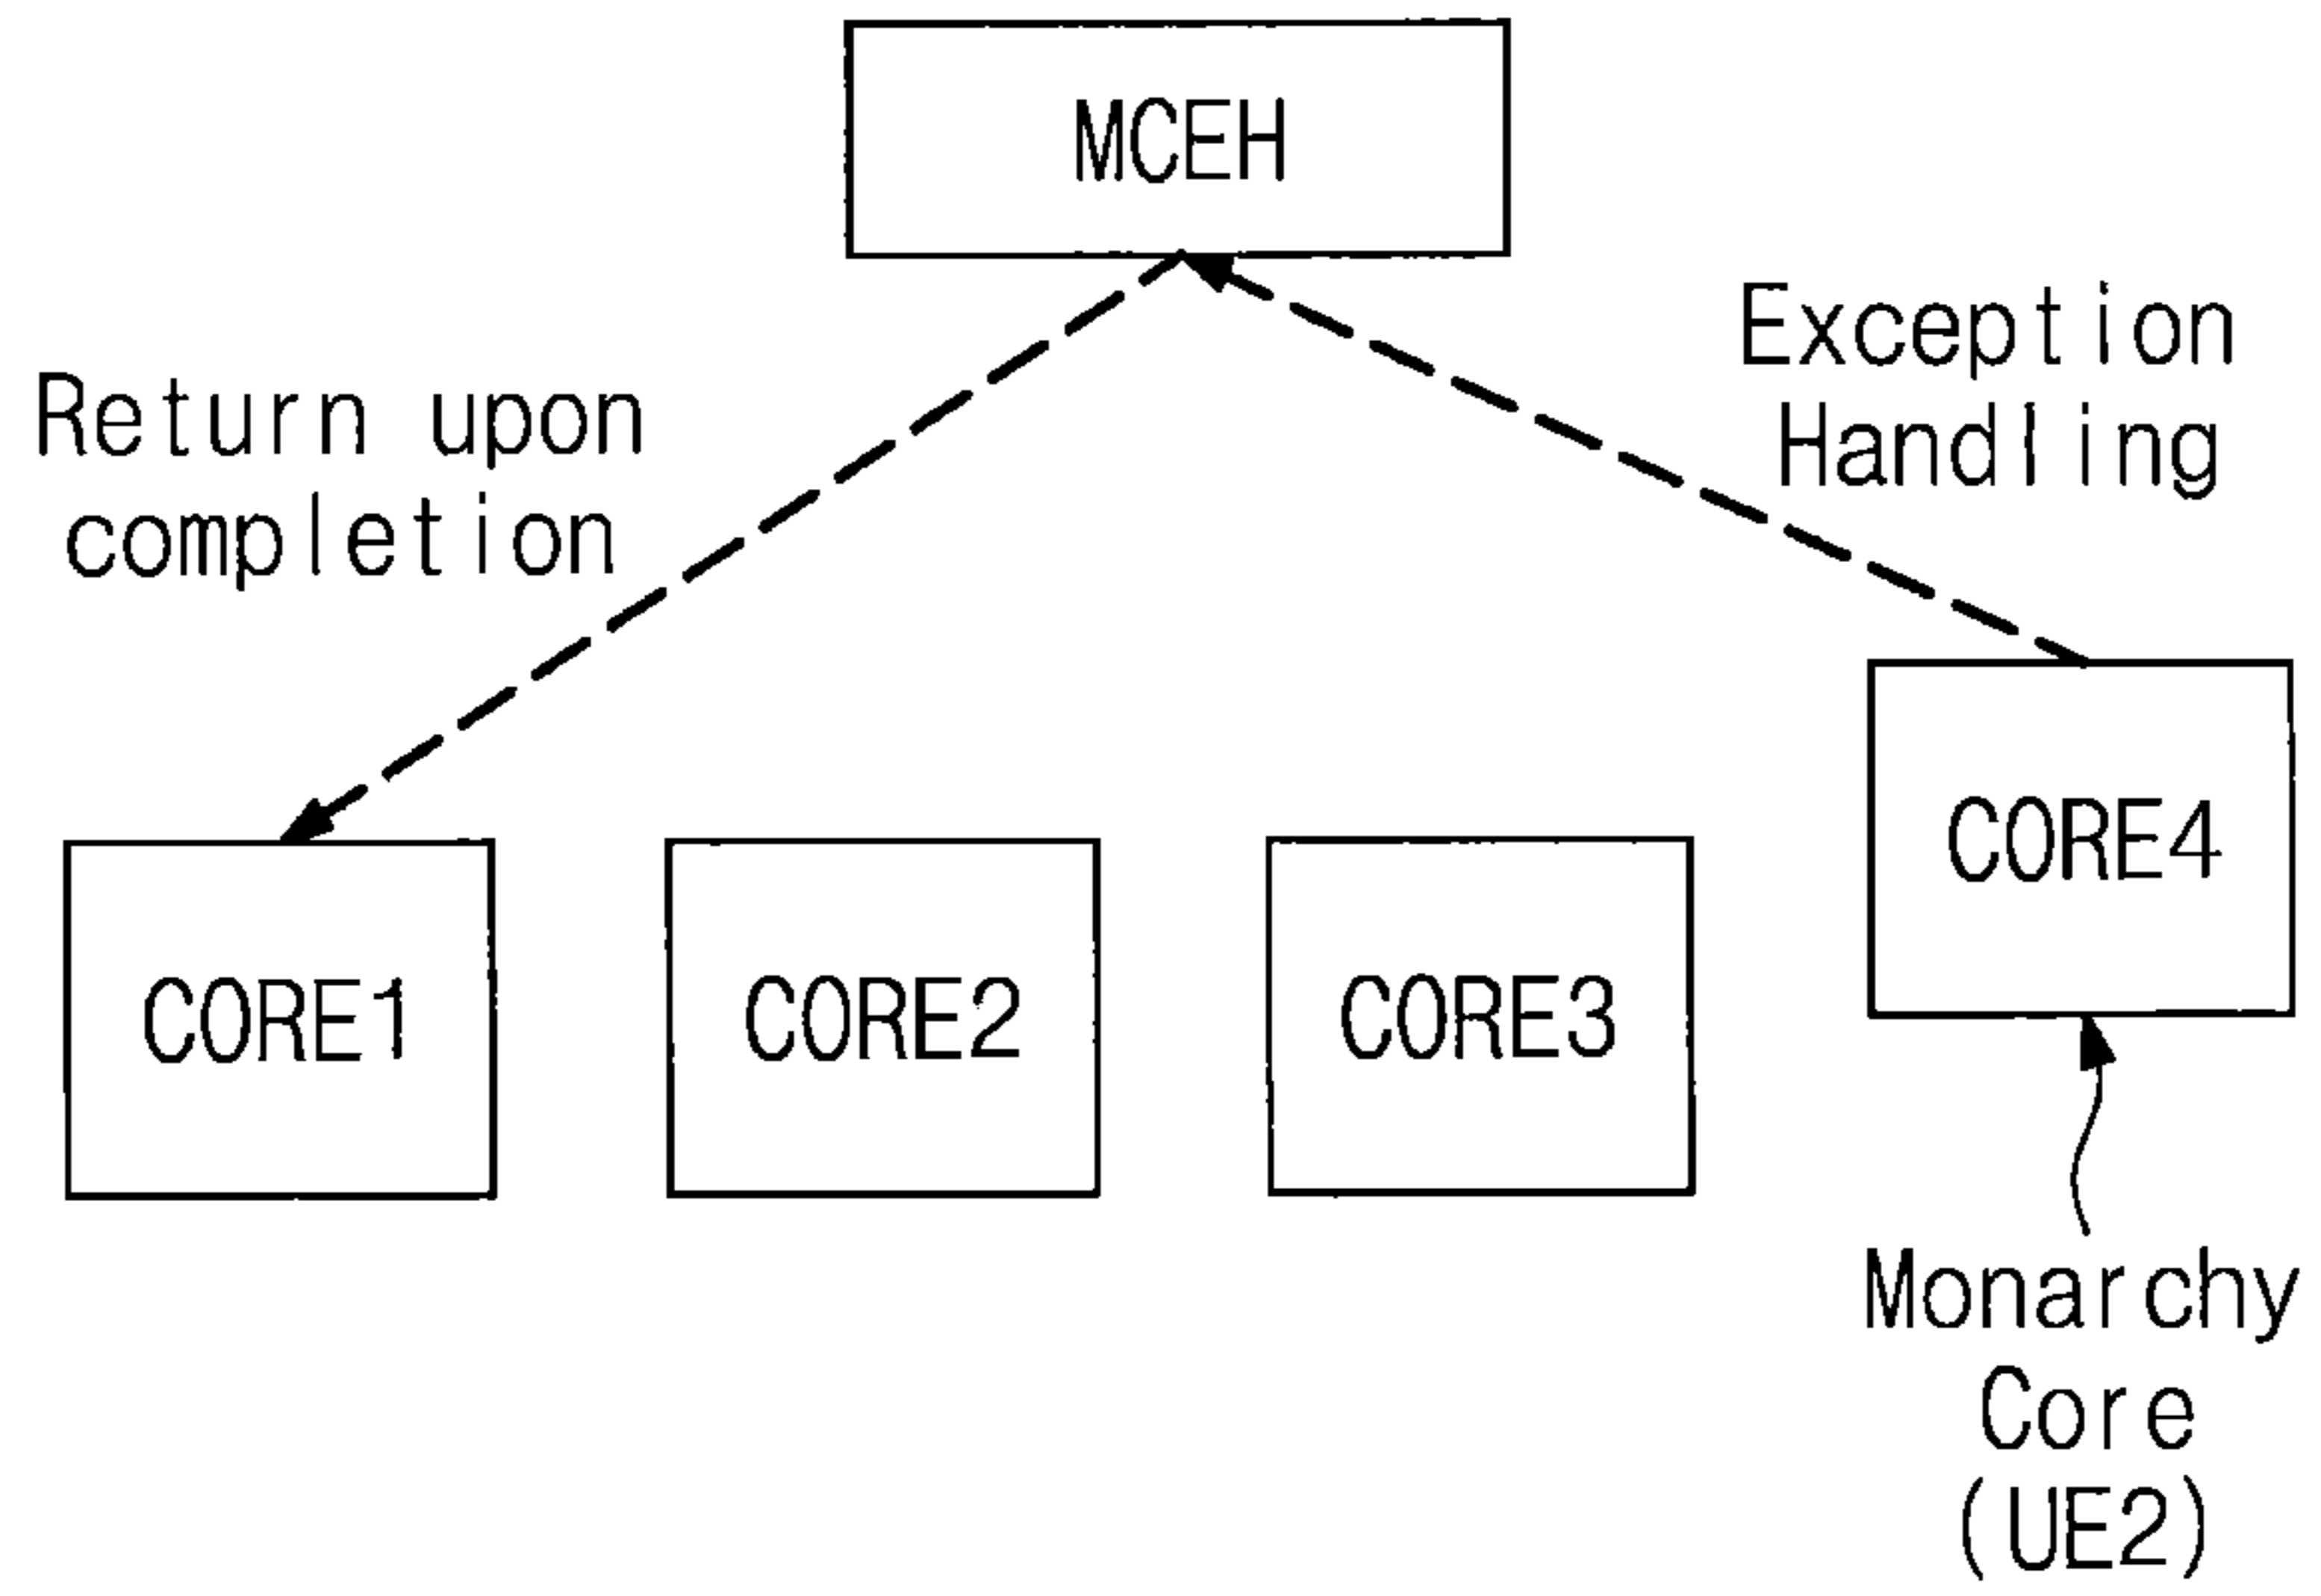 MCEH
Exception
Handling
Return upon
completion
CORE4
CORE1
CORE2
CORE3
Monarchy
Core
(UE2)